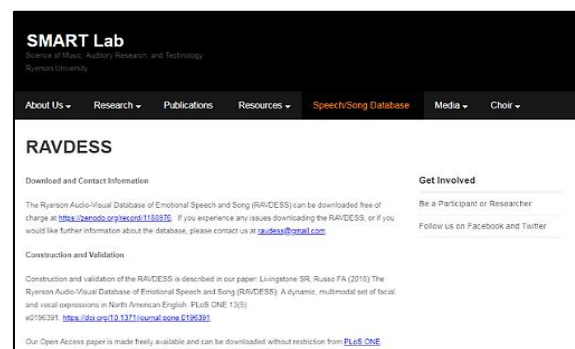 SMART Lab
Science of Music, Auditory Research, and Technology
Ryerson University
About Us Research Publications Resources Speech/Song Database Media Choir
RAVDESS
Download and Contact Information
The Ryerson Audio-Visual Database of Emotional Speech and Song (RAVDESS) can be downloaded free of
charge at https://zenodo.org/record/1188976. If you experience any issues downloading the RAVDESS, or if you
would like further information about the database, please contact us at ravdess@gmail.com.
Construction and Validation
Construction and validation of the RAVDESS is described in our paper: Livingstone SR, Russo FA (2018) The
Ryerson Audio-Visual Database of Emotional Speech and Song (RAVDESS): A dynamic, multimodal set of facial
and vocal expressions in North American English. PLoS ONE 13(5):
e0196391. https://doi.org/10.1371/journal.pone.0196391.
Our Open Access paper is made freely available and can be downloaded without restriction from PLoS ONE.
Get Involved
Be a Participant or Researcher
Follow us on Facebook and Twitter